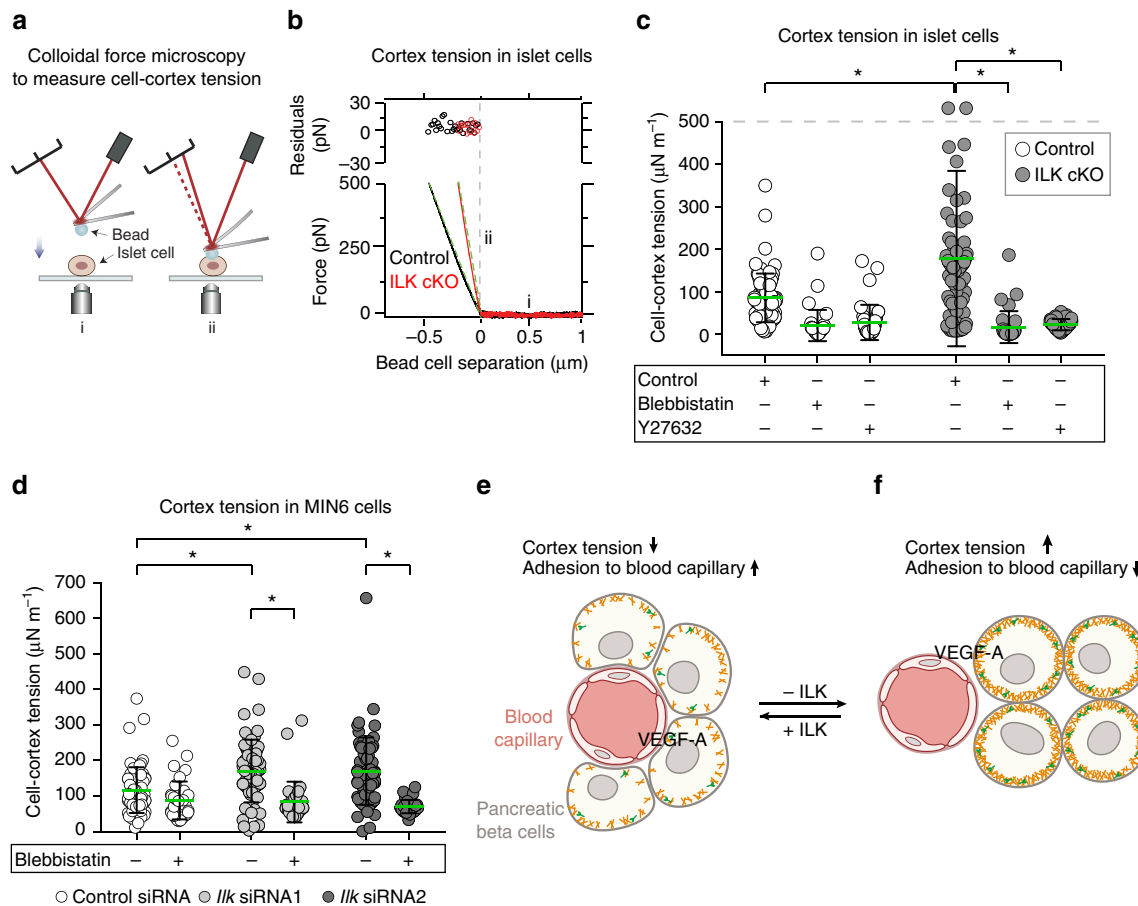 a
Colloidal force microscopy
to measure cell-cortex tension
Bead
Islet cell
i
ii
b
Cortex tension in islet cells
Residuals
(pN)
30
0
–30
Force (pN)
500
250
0
ii
Control
ILK cKO
i
–0.5
0
0.5
1
Bead cell separation (μm)
c
Cortex tension in islet cells
*
*
*
Cell-cortex tension (μN m⁻¹)
500
400
300
200
100
0
Control
ILK cKO
Control + – – + – –
Blebbistatin – + – – + –
Y27632 – – + – – +
d
Cortex tension in MIN6 cells
*
*
*
*
Cell-cortex tension (μN m⁻¹)
700
600
500
400
300
200
100
0
Blebbistatin – + – + – +
Control siRNA Ilk siRNA1 Ilk siRNA2
e
Cortex tension
Adhesion to blood capillary
Blood
capillary
VEGF-A
Pancreatic
beta cells
– ILK
+ ILK
f
Cortex tension
Adhesion to blood capillary
VEGF-A